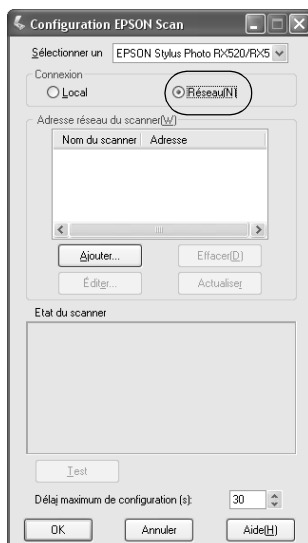 Configuration EPSON Scan
Sélectionner un EPSON Stylus Photo RX520/RX5
Connexion
Local Réseau(N)
Adresse réseau du scanner(W)
Nom du scanner Adresse
Ajouter... Effacer(D)
Éditer... Actualiser
Etat du scanner
Test
Délai maximum de configuration (s): 30
OK Annuler Aide(H)